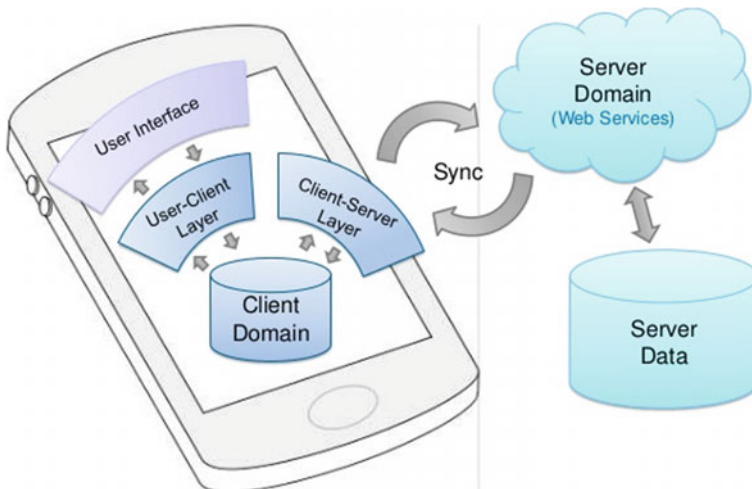 User Interface
User-Client
Layer
Client-Server
Layer
Client
Domain
Sync
Server
Domain
(Web Services)
Server
Data